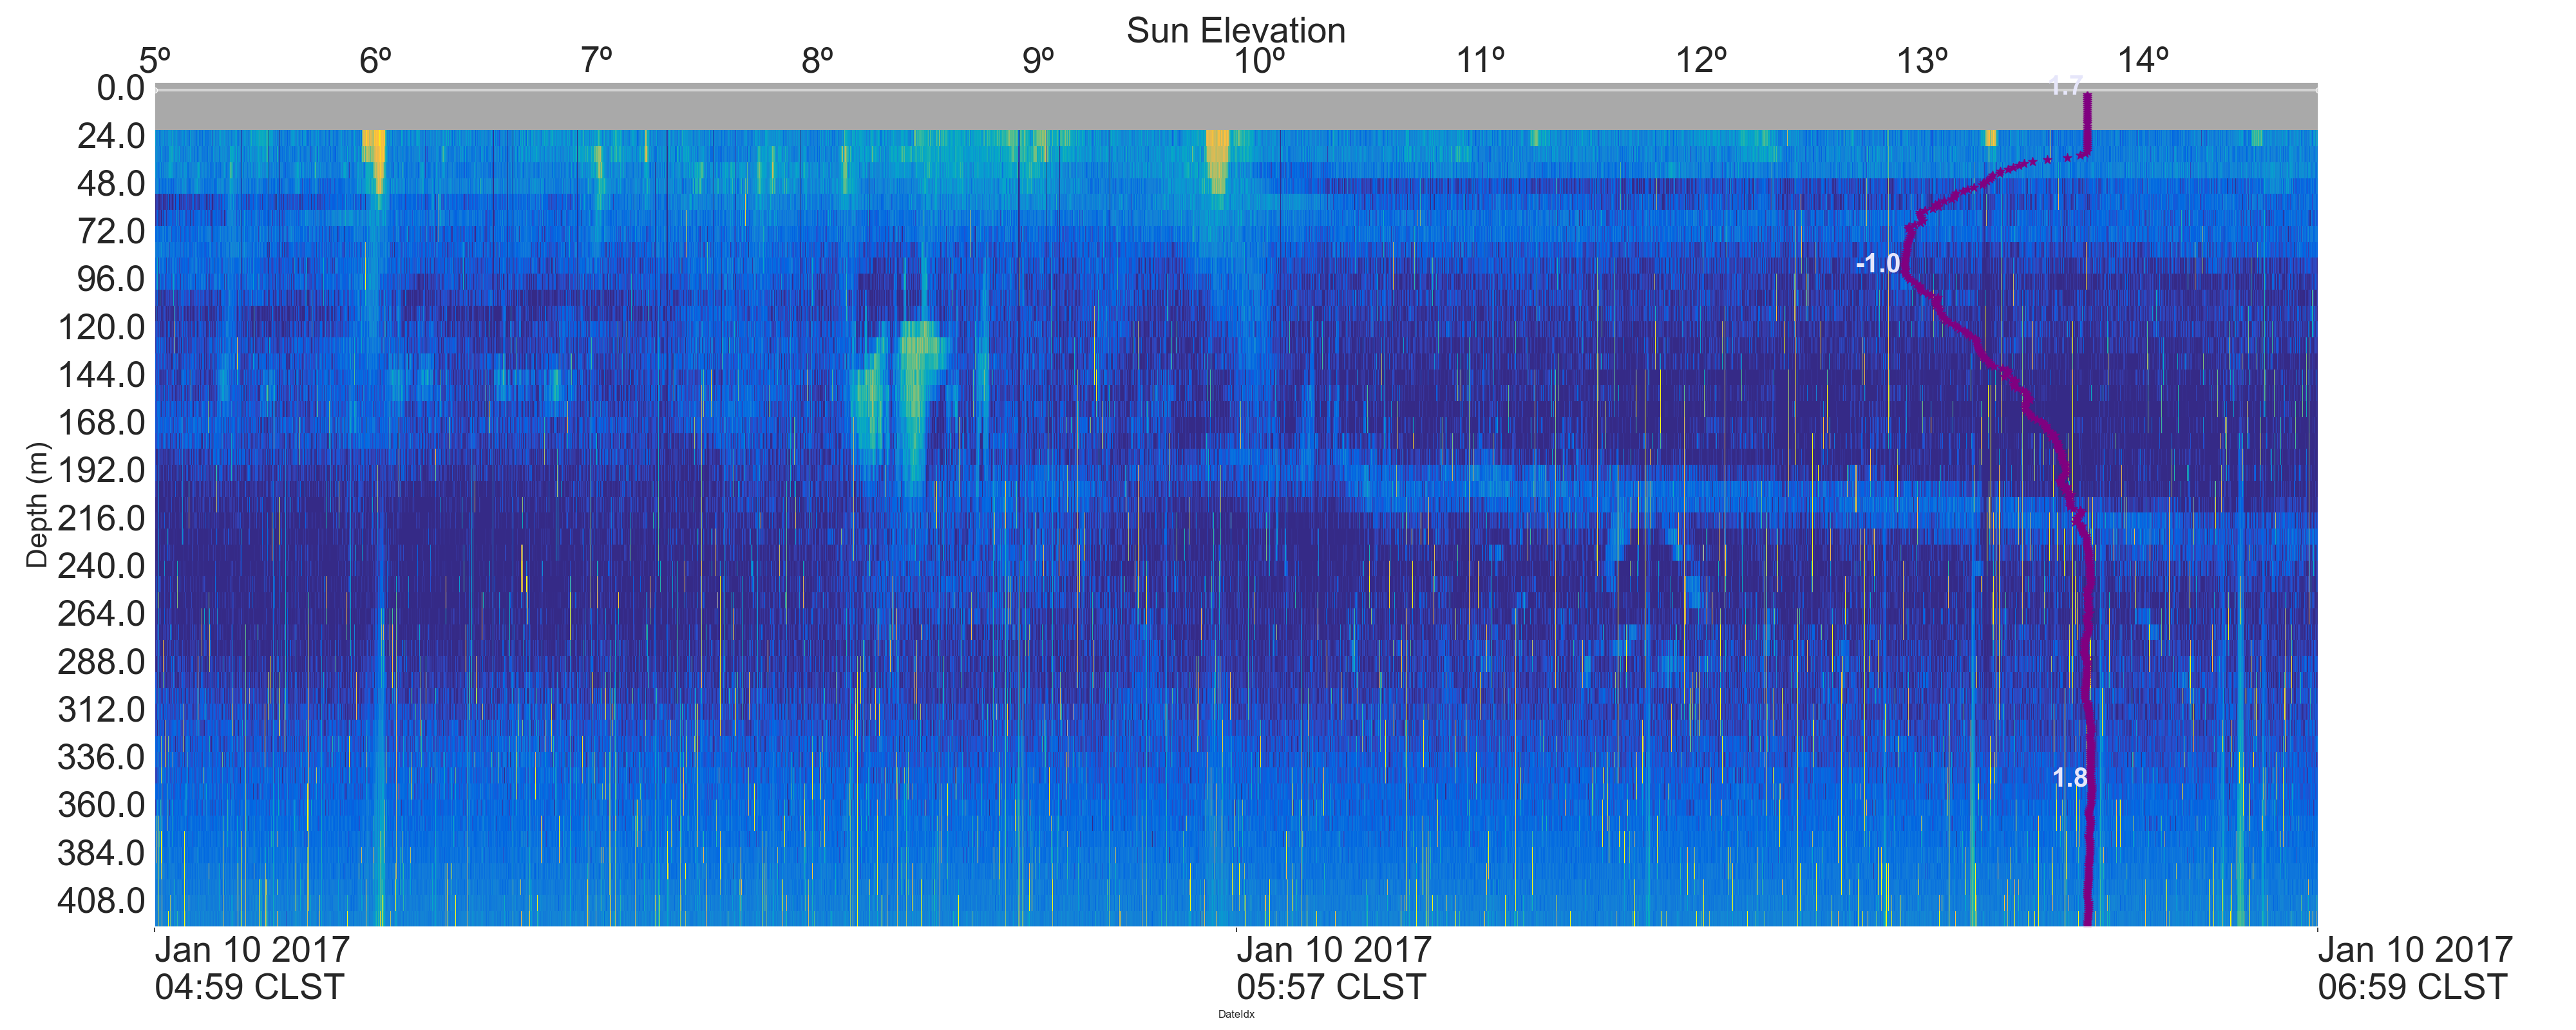 Sun Elevation
5º 6º 7º 8º 9º 10º 11º 12º 13º 14º
0.0
24.0
48.0
72.0
96.0
120.0
144.0
168.0
192.0
216.0
240.0
264.0
288.0
312.0
336.0
360.0
384.0
408.0
Depth (m)
1.7
-1.0
1.8
Jan 10 2017
04:59 CLST
Jan 10 2017
05:57 CLST
Jan 10 2017
06:59 CLST
DateIdx